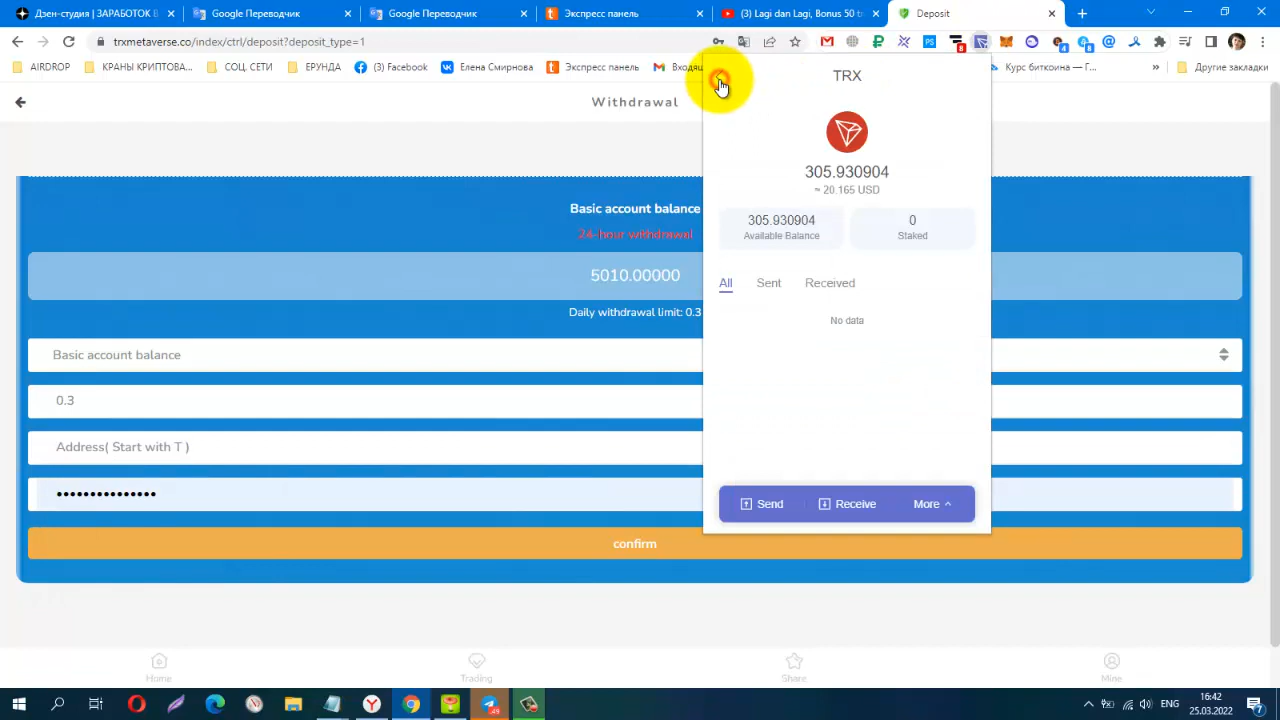 Дзен-студия | ЗАРАБОТОК В
Google Переводчик
Google Переводчик
Экспресс панель
(3) Lagi dan Lagi, Bonus 50 tr
Deposit
trxmetaverse.co/index/ctrl/deposit?deposit_type=1
AIRDROP
КРАНЫ КРИПТОВА...
СОЦ. СЕТИ
ЕРУНДА
(3) Facebook
Елена Смирнова
Экспресс панель
Входящ
Курс биткоина — Г...
»
Другие закладки
Withdrawal
TRX
305.930904
≈ 20.165 USD
305.930904
Available Balance
0
Staked
All
Sent
Received
No data
Send
Receive
More
Basic account balance
24-hour withdrawal
5010.00000
Daily withdrawal limit: 0.3
Basic account balance
0.3
Address( Start with T )
•••••••••••••••
confirm
Home
Trading
Share
Mine
ENG
16:42
25.03.2022